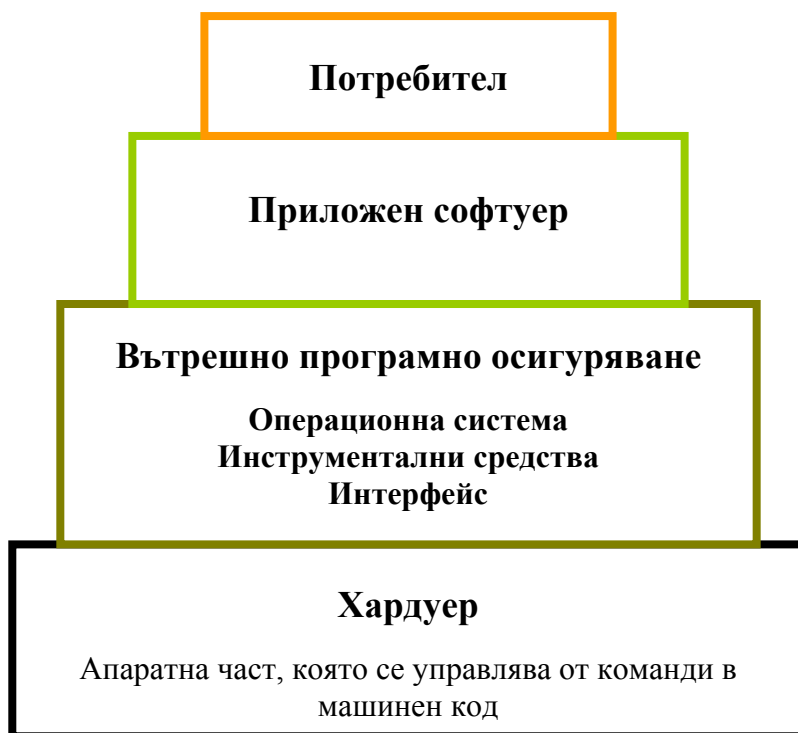 Потребител
Приложен софтуер
Вътрешно програмно осигуряване
Операционна система
Инструментални средства
Интерфейс
Хардуер
Апаратна част, която се управлява от команди в
машинен код